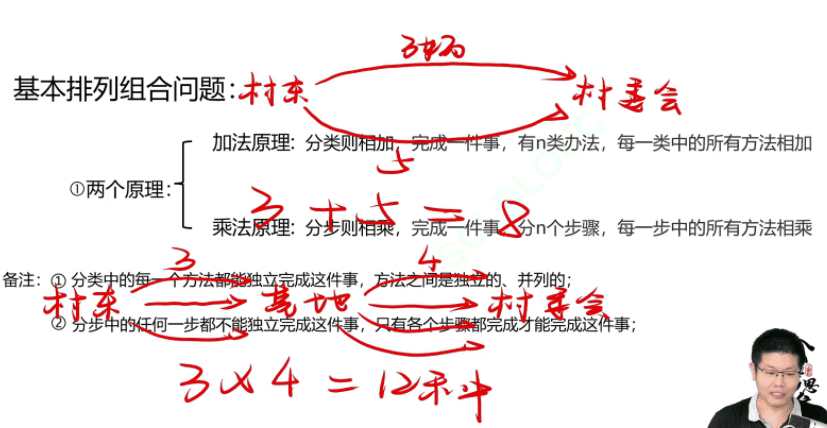 3种
基本排列组合问题:村东 村委会
加法原理:分类则相加,完成一件事,有n类办法,每一类中的所有方法相加
5
①两个原理:
3+5=8
乘法原理:分步则相乘,完成一件事,分n个步骤,每一步中的所有方法相乘
3 4
备注:①分类中的每一个方法都能独立完成这件事,方法之间是独立的、并列的;
村东 基地 村委会
②分步中的任何一步都不能独立完成这件事,只有各个步骤都完成才能完成这件事;
3×4=12种